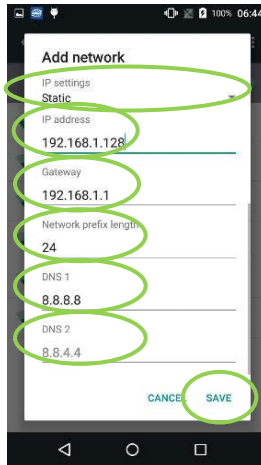 100% 06:44
Add network
IP settings
Static
IP address
192.168.1.128
Gateway
192.168.1.1
Network prefix length
24
DNS 1
8.8.8.8
DNS 2
8.8.4.4
CANCEL SAVE